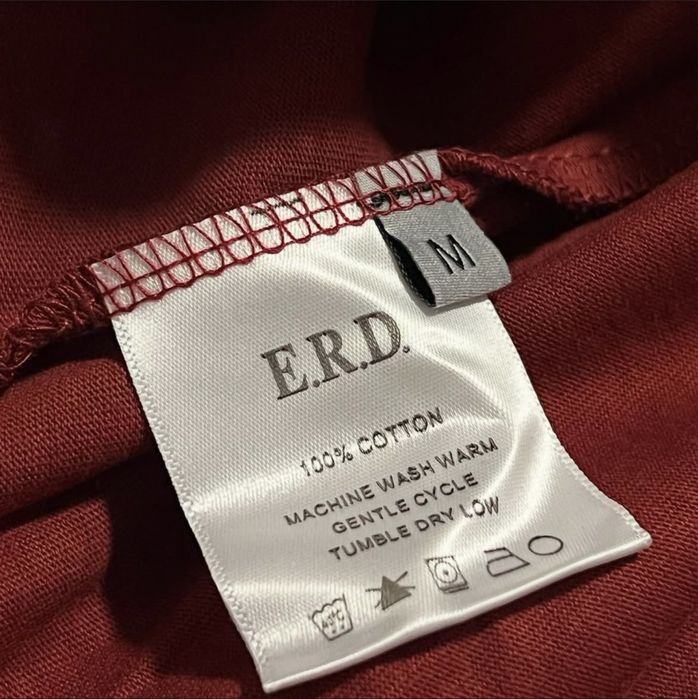 M
E.R.D.
100% COTTON
MACHINE WASH WARM
GENTLE CYCLE
TUMBLE DRY LOW